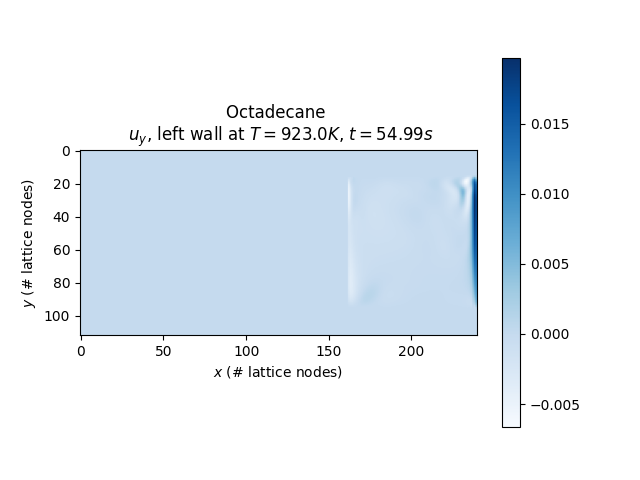 Octadecane
u_y, left wall at T = 923.0K, t = 54.99s
0
20
40
60
80
100
y (# lattice nodes)
0 50 100 150 200
x (# lattice nodes)
0.015
0.010
0.005
0.000
−0.005